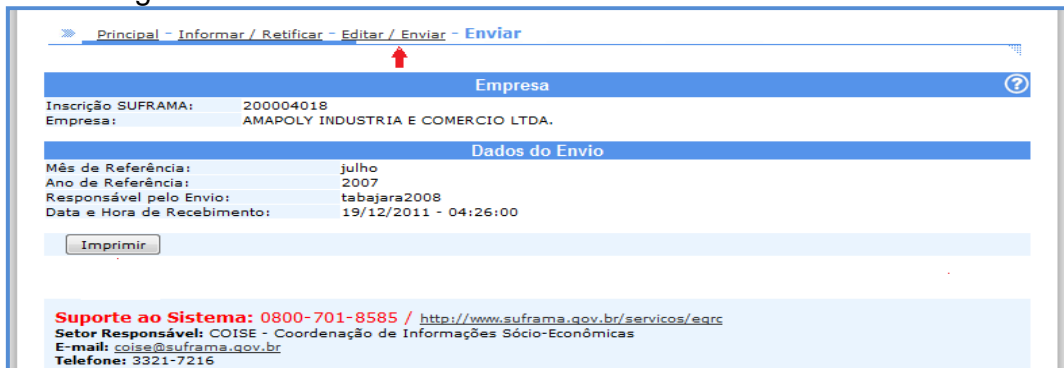 Principal - Informar / Retificar - Editar / Enviar - Enviar
Empresa ?
Inscrição SUFRAMA: 200004018
Empresa: AMAPOLY INDUSTRIA E COMERCIO LTDA.
Dados do Envio
Mês de Referência: julho
Ano de Referência: 2007
Responsável pelo Envio: tabajara2008
Data e Hora de Recebimento: 19/12/2011 - 04:26:00
Imprimir
Suporte ao Sistema: 0800-701-8585 / http://www.suframa.gov.br/servicos/eqrc
Setor Responsável: COISE - Coordenação de Informações Sócio-Econômicas
E-mail: coise@suframa.gov.br
Telefone: 3321-7216